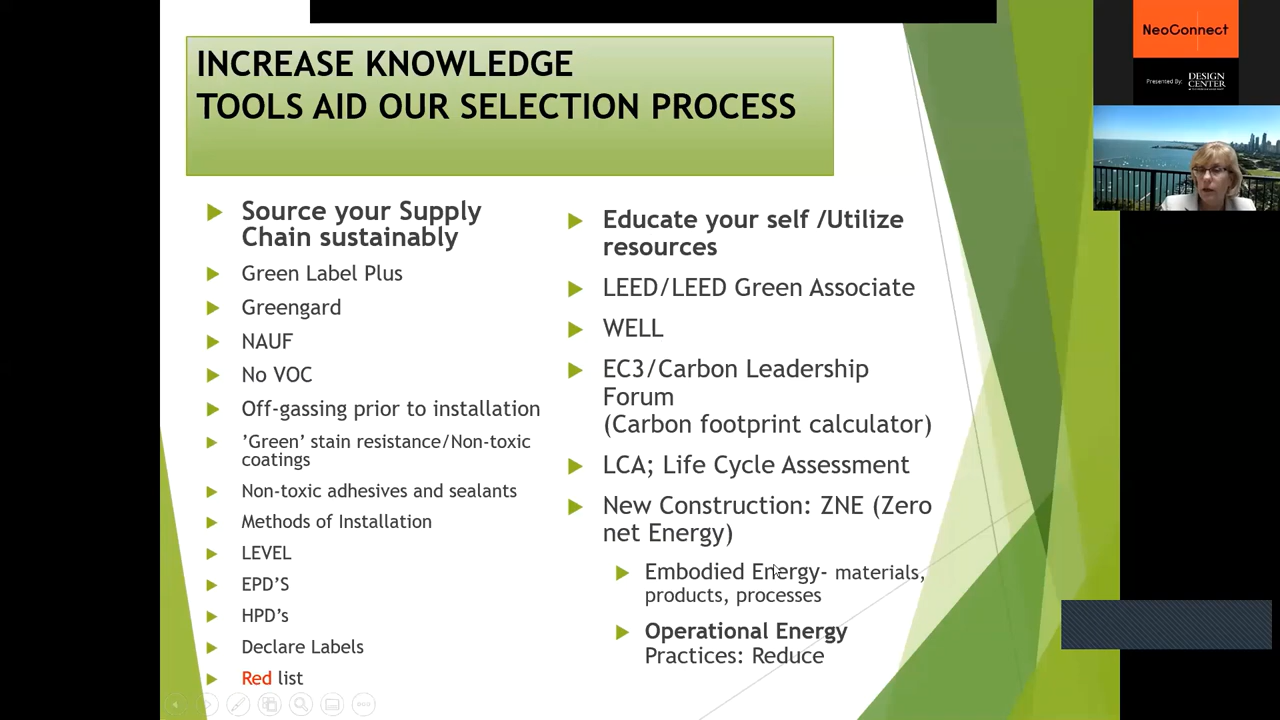 INCREASE KNOWLEDGE
TOOLS AID OUR SELECTION PROCESS
Source your Supply
Chain sustainably
Green Label Plus
Greengard
NAUF
No VOC
Off-gassing prior to installation
’Green’ stain resistance/Non-toxic
coatings
Non-toxic adhesives and sealants
Methods of Installation
LEVEL
EPD’S
HPD’s
Declare Labels
Red list
Educate your self /Utilize
resources
LEED/LEED Green Associate
WELL
EC3/Carbon Leadership
Forum
(Carbon footprint calculator)
LCA; Life Cycle Assessment
New Construction: ZNE (Zero
net Energy)
Embodied Energy- materials,
products, processes
Operational Energy
Practices: Reduce
NeoConnect
Presented By:
DESIGN
CENTER